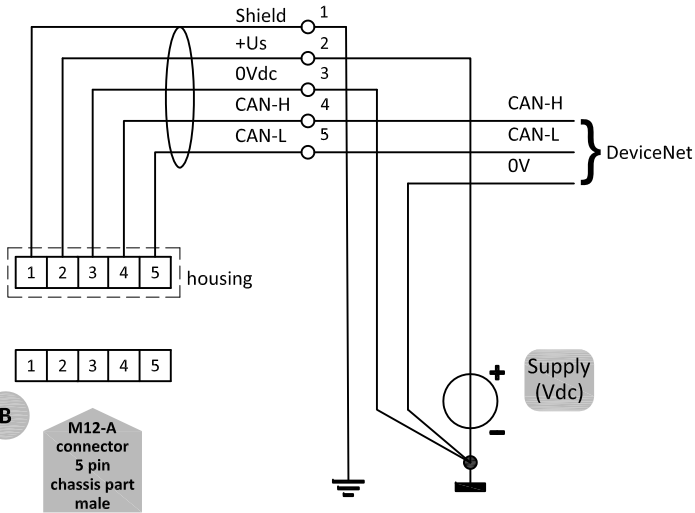 Shield 1
+Us 2
0Vdc 3
CAN-H 4 CAN-H
CAN-L 5 CAN-L
0V
DeviceNet
1 2 3 4 5
housing
1 2 3 4 5
Supply
(Vdc)
+
−
B
M12-A
connector
5 pin
chassis part
male